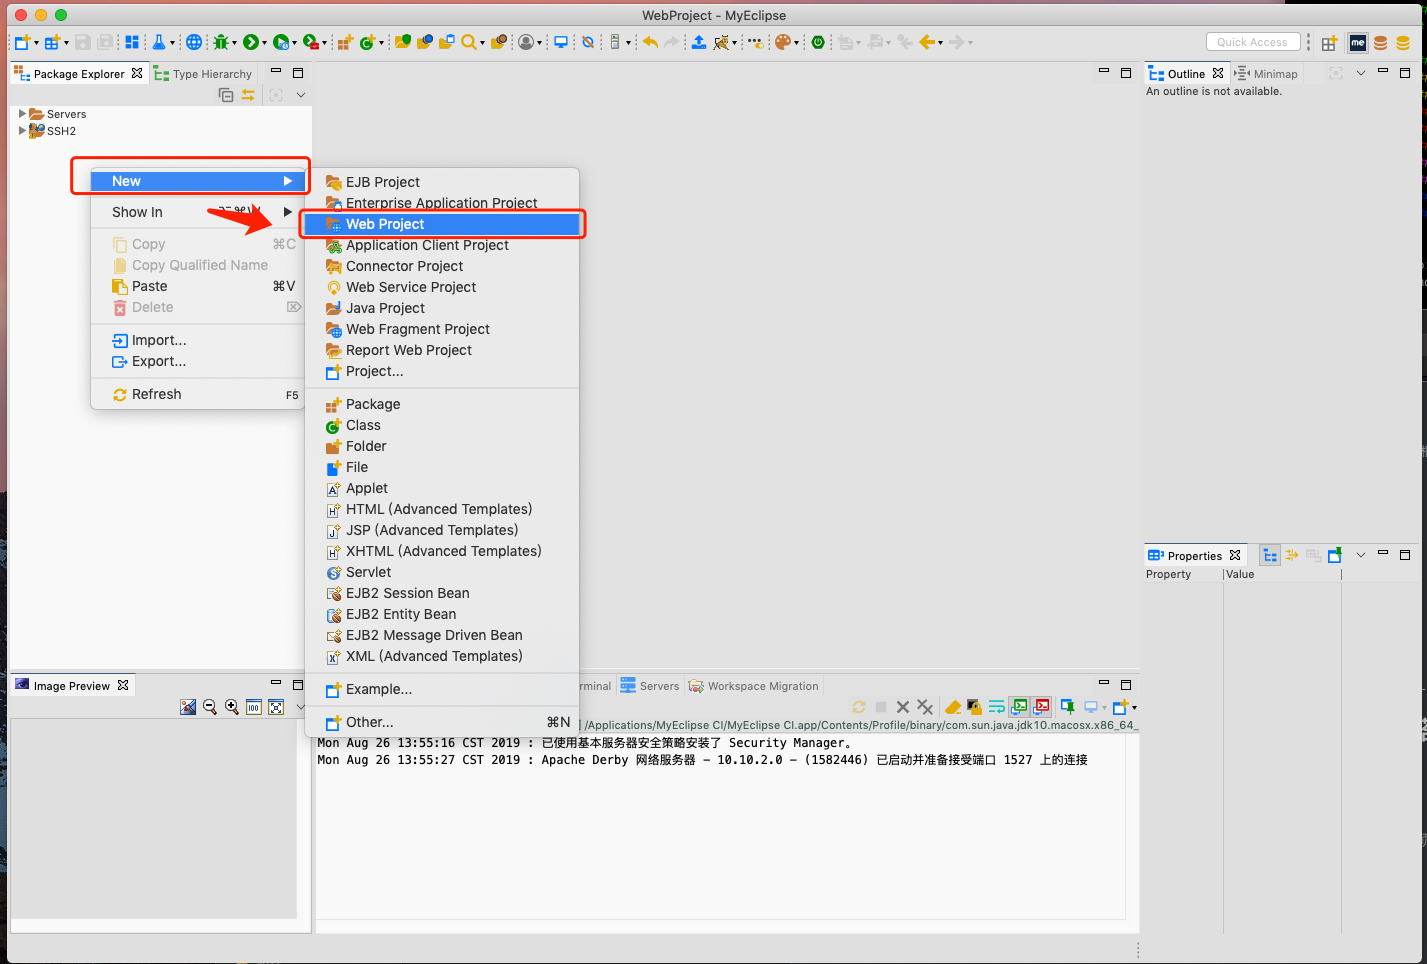 WebProject - MyEclipse
Quick Access
me
Package Explorer
Type Hierarchy
Outline
Minimap
An outline is not available.
Servers
SSH2
New
Show In
Copy ⌘C
Copy Qualified Name
Paste ⌘V
Delete
Import...
Export...
Refresh F5
EJB Project
Enterprise Application Project
Web Project
Application Client Project
Connector Project
Web Service Project
Java Project
Web Fragment Project
Report Web Project
Project...
Package
Class
Folder
File
Applet
HTML (Advanced Templates)
JSP (Advanced Templates)
XHTML (Advanced Templates)
Servlet
EJB2 Session Bean
EJB2 Entity Bean
EJB2 Message Driven Bean
XML (Advanced Templates)
Example...
Other... ⌘N
Properties
Property Value
Image Preview
rminal
Servers
Workspace Migration
/Applications/MyEclipse CI/MyEclipse CI.app/Contents/Profile/binary/com.sun.java.jdk10.macosx.x86_64_
Mon Aug 26 13:55:16 CST 2019 : 已使用基本服务器安全策略安装了 Security Manager。
Mon Aug 26 13:55:27 CST 2019 : Apache Derby 网络服务器 - 10.10.2.0 - (1582446) 已启动并准备接受端口 1527 上的连接